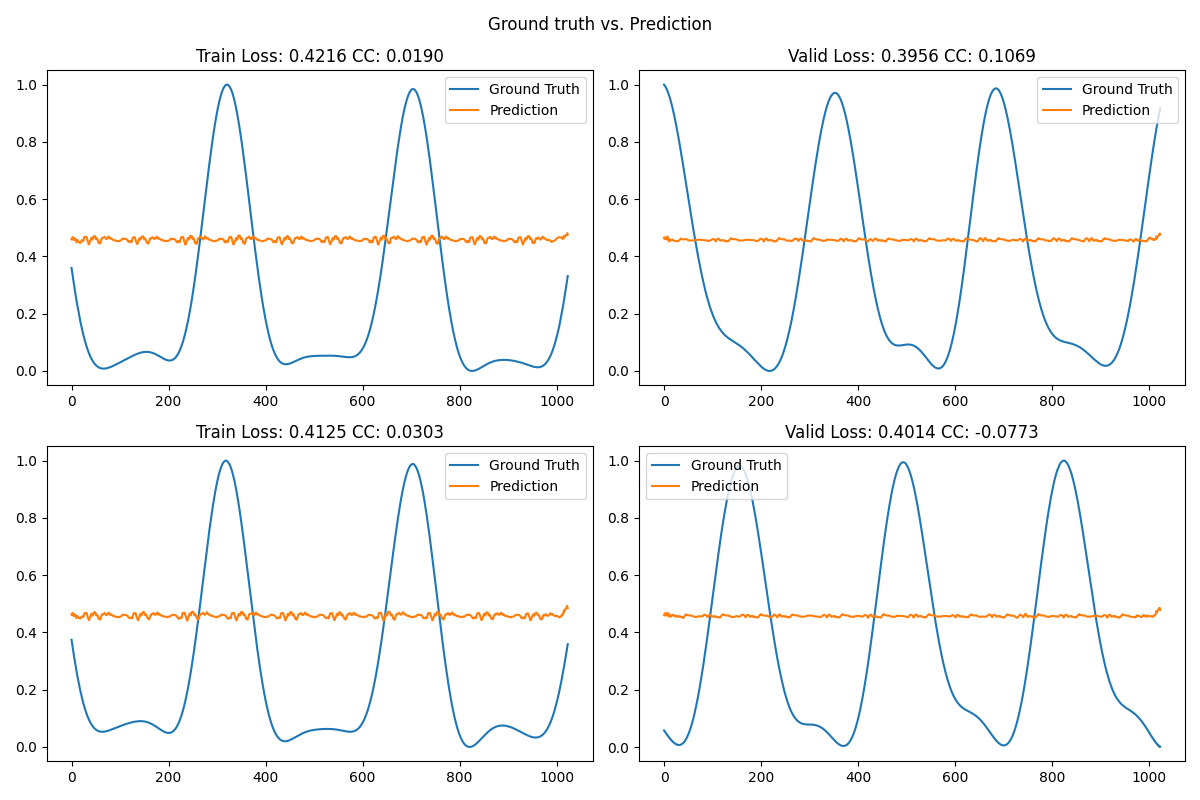 Ground truth vs. Prediction
Train Loss: 0.4216 CC: 0.0190
1.0
0.8
0.6
0.4
0.2
0.0
0 200 400 600 800 1000
Ground Truth
Prediction
Valid Loss: 0.3956 CC: 0.1069
1.0
0.8
0.6
0.4
0.2
0.0
0 200 400 600 800 1000
Ground Truth
Prediction
Train Loss: 0.4125 CC: 0.0303
1.0
0.8
0.6
0.4
0.2
0.0
0 200 400 600 800 1000
Ground Truth
Prediction
Valid Loss: 0.4014 CC: -0.0773
1.0
0.8
0.6
0.4
0.2
0.0
0 200 400 600 800 1000
Ground Truth
Prediction